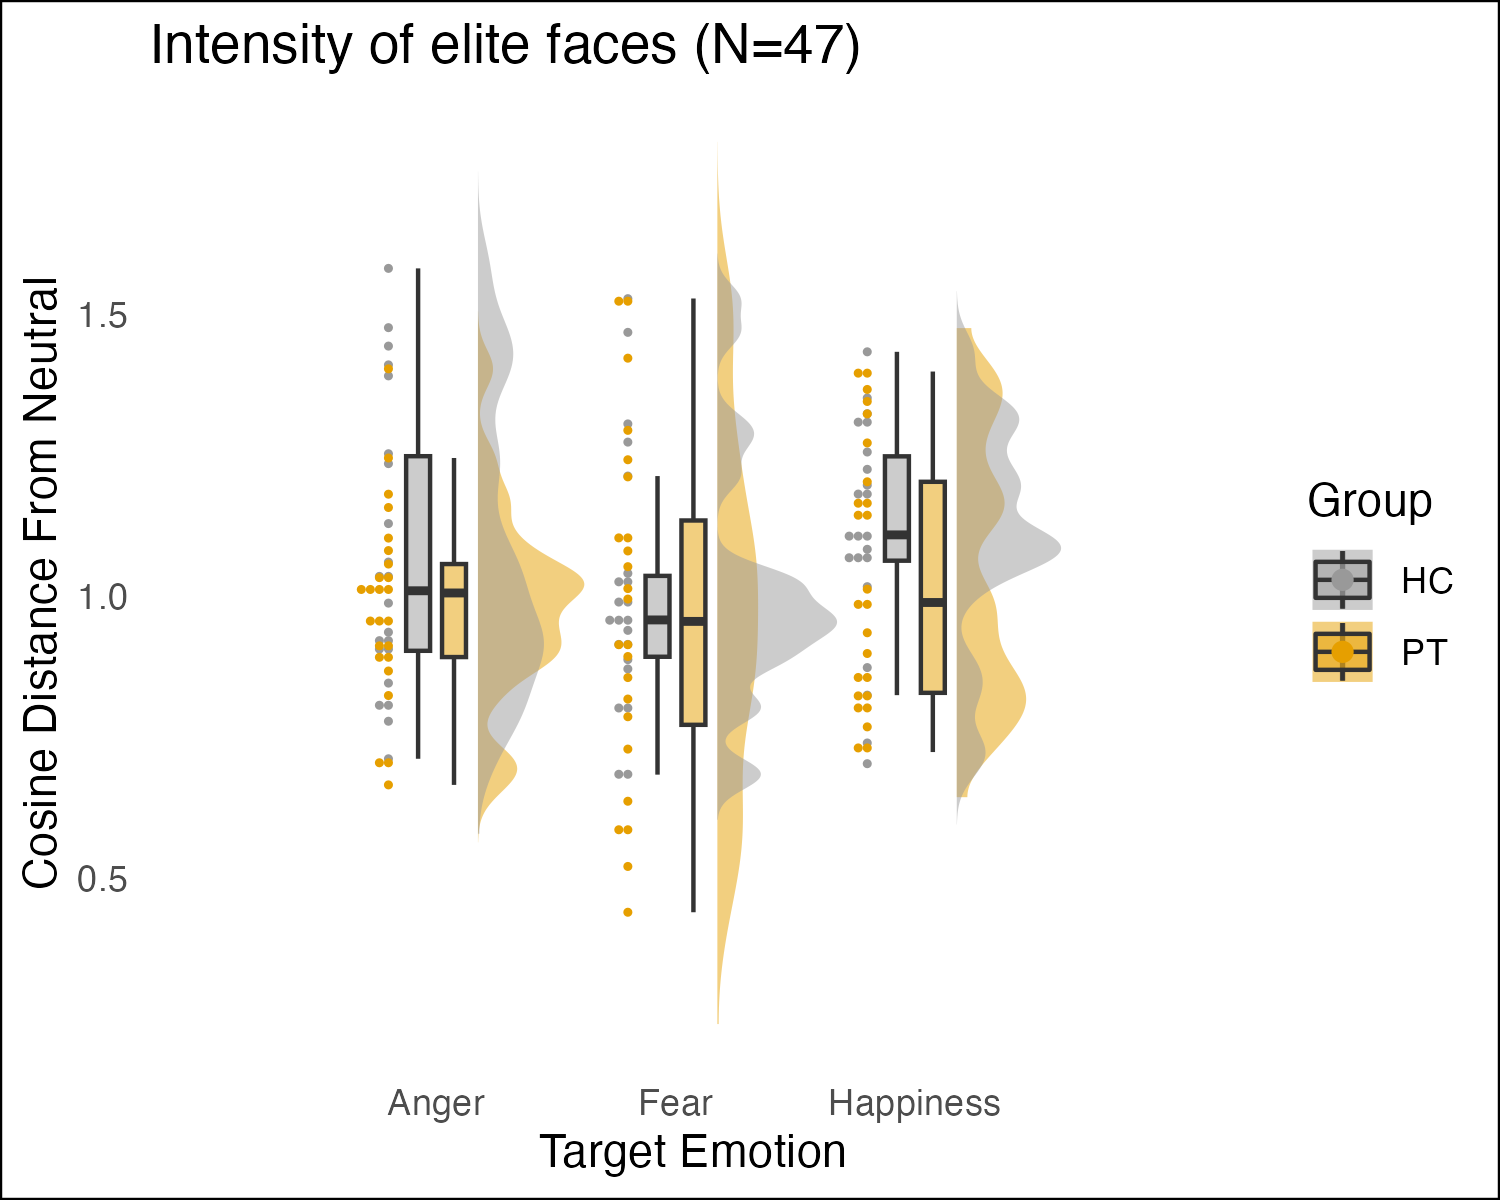 Intensity of elite faces (N=47)
Cosine Distance From Neutral
1.5
1.0
0.5
Anger
Fear
Happiness
Target Emotion
Group
HC
PT